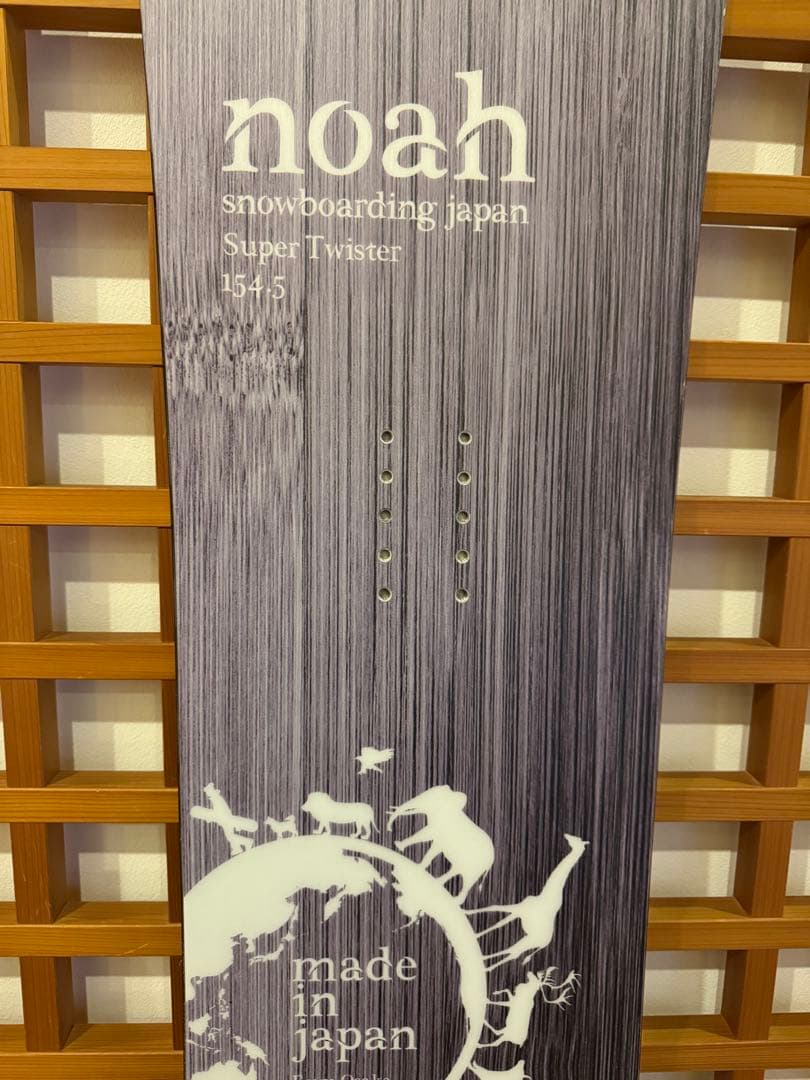 noah
snowboarding japan
Super Twister
154.5
made
in
japan